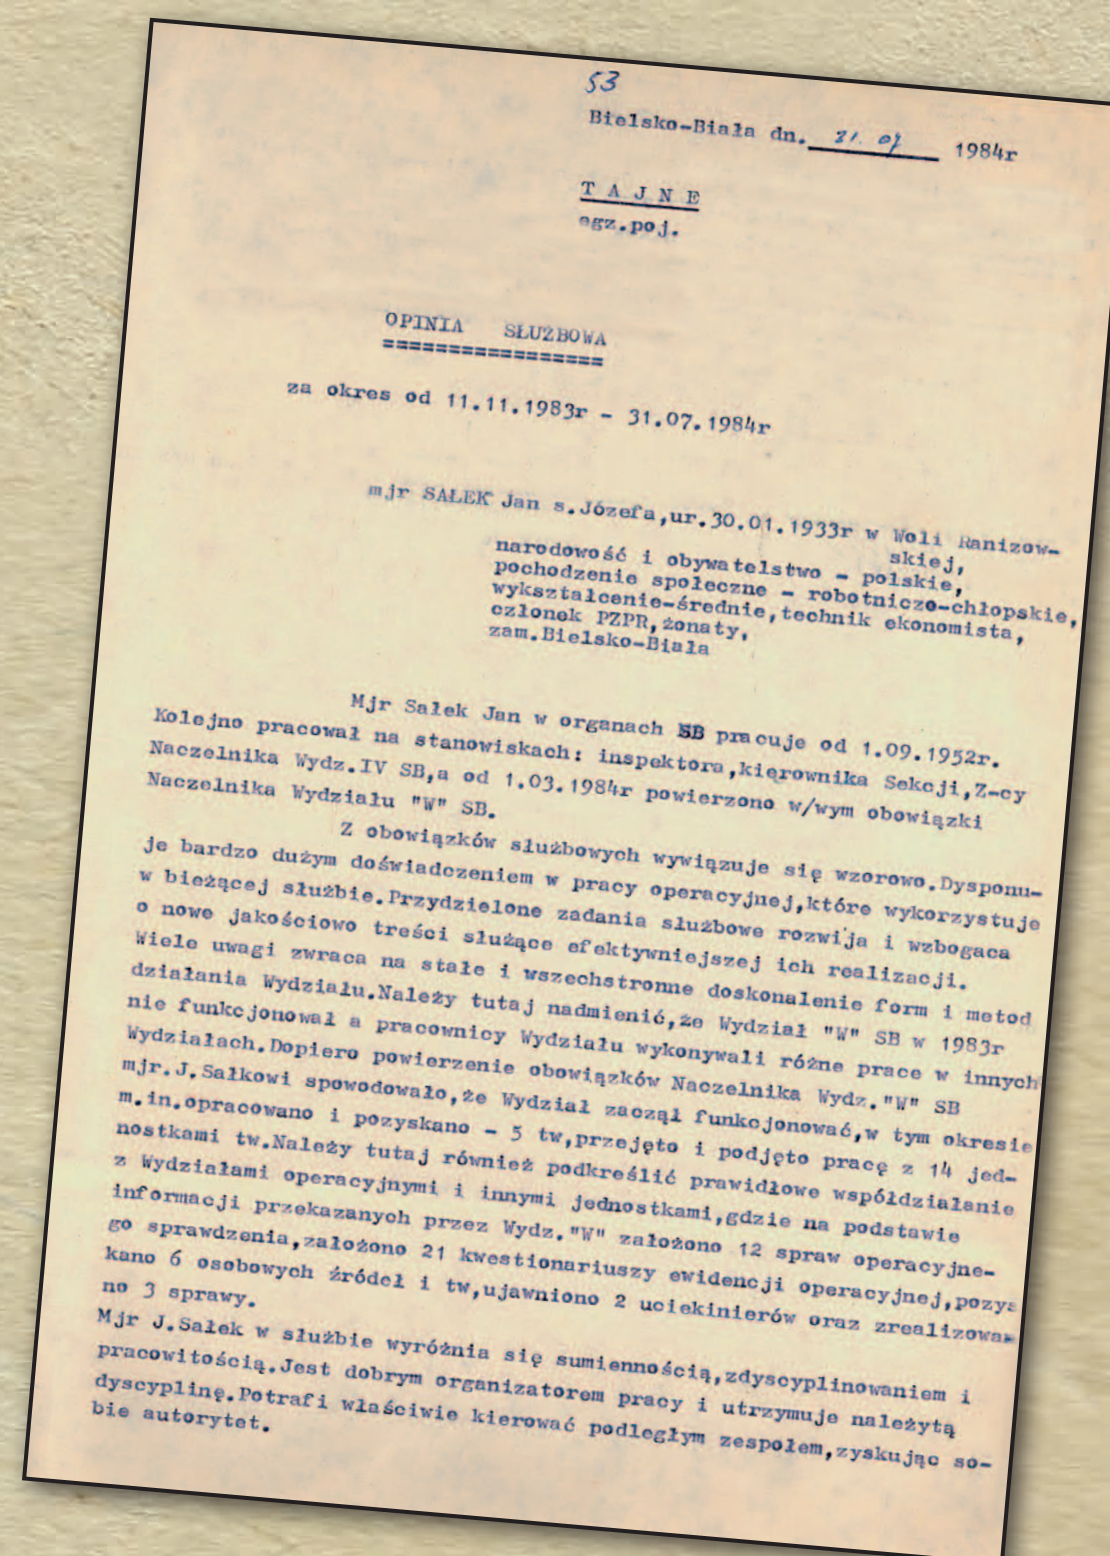 53
Bielsko-Biała dn. 31. 07 1984r
T A J N E
egz.poj.
OPINIA SŁUŻBOWA
=================
za okres od 11.11.1983r - 31.07.1984r
mjr SAŁEK Jan s.Józefa,ur.30.01.1933r w Woli Ranizow-
skiej,
narodowość i obywatelstwo - polskie,
pochodzenie społeczne - robotniczo-chłopskie,
wykształcenie-średnie,technik ekonomista,
członek PZPR,żonaty,
zam.Bielsko-Biała
Mjr Sałek Jan w organach SB pracuje od 1.09.1952r.
Kolejno pracował na stanowiskach: inspektora,kierownika Sekcji,Z-cy
Naczelnika Wydz.IV SB,a od 1.03.1984r powierzono w/wym obowiązki
Naczelnika Wydziału "W" SB.
Z obowiązków służbowych wywiązuje się wzorowo.Dysponu-
je bardzo dużym doświadczeniem w pracy operacyjnej,które wykorzystuje
w bieżącej służbie.Przydzielone zadania służbowe rozwija i wzbogaca
o nowe jakościowo treści służące efektywniejszej ich realizacji.
Wiele uwagi zwraca na stałe i wszechstronne doskonalenie form i metod
działania Wydziału.Należy tutaj nadmienić,że Wydział "W" SB w 1983r
nie funkcjonował a pracownicy Wydziału wykonywali różne prace w innych
Wydziałach.Dopiero powierzenie obowiązków Naczelnika Wydz."W" SB
mjr.J.Sałkowi spowodowało,że Wydział zaczął funkcjonować,w tym okresie
m.in.opracowano i pozyskano - 5 tw,przejęto i podjęto pracę z 14 jed-
nostkami tw.Należy tutaj również podkreślić prawidłowe współdziałanie
z Wydziałami operacyjnymi i innymi jednostkami,gdzie na podstawie
informacji przekazanych przez Wydz."W" założono 12 spraw operacyjne-
go sprawdzenia,założono 21 kwestionariuszy ewidencji operacyjnej,pozys
kano 6 osobowych źródeł i tw,ujawniono 2 uciekinierów oraz zrealizowa-
no 3 sprawy.
Mjr J.Sałek w służbie wyróżnia się sumiennością,zdyscyplinowaniem i
pracowitością.Jest dobrym organizatorem pracy i utrzymuje należytą
dyscyplinę.Potrafi właściwie kierować podległym zespołem,zyskując so-
bie autorytet.